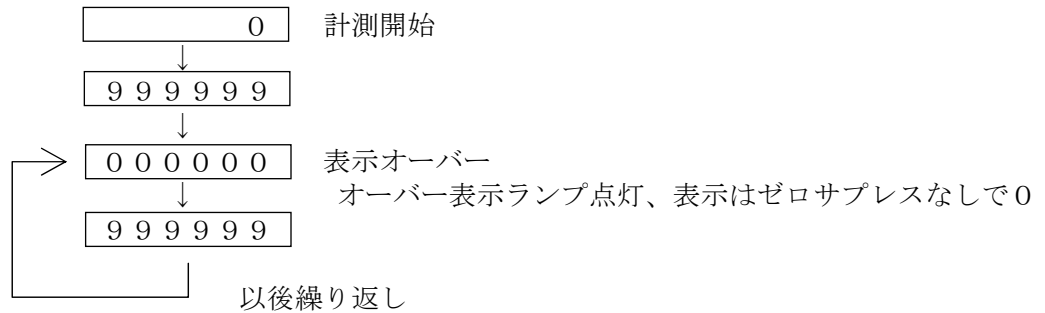 ０　計測開始
９９９９９９
００００００　表示オーバー
オーバー表示ランプ点灯、表示はゼロサプレスなしで０
９９９９９９
以後繰り返し